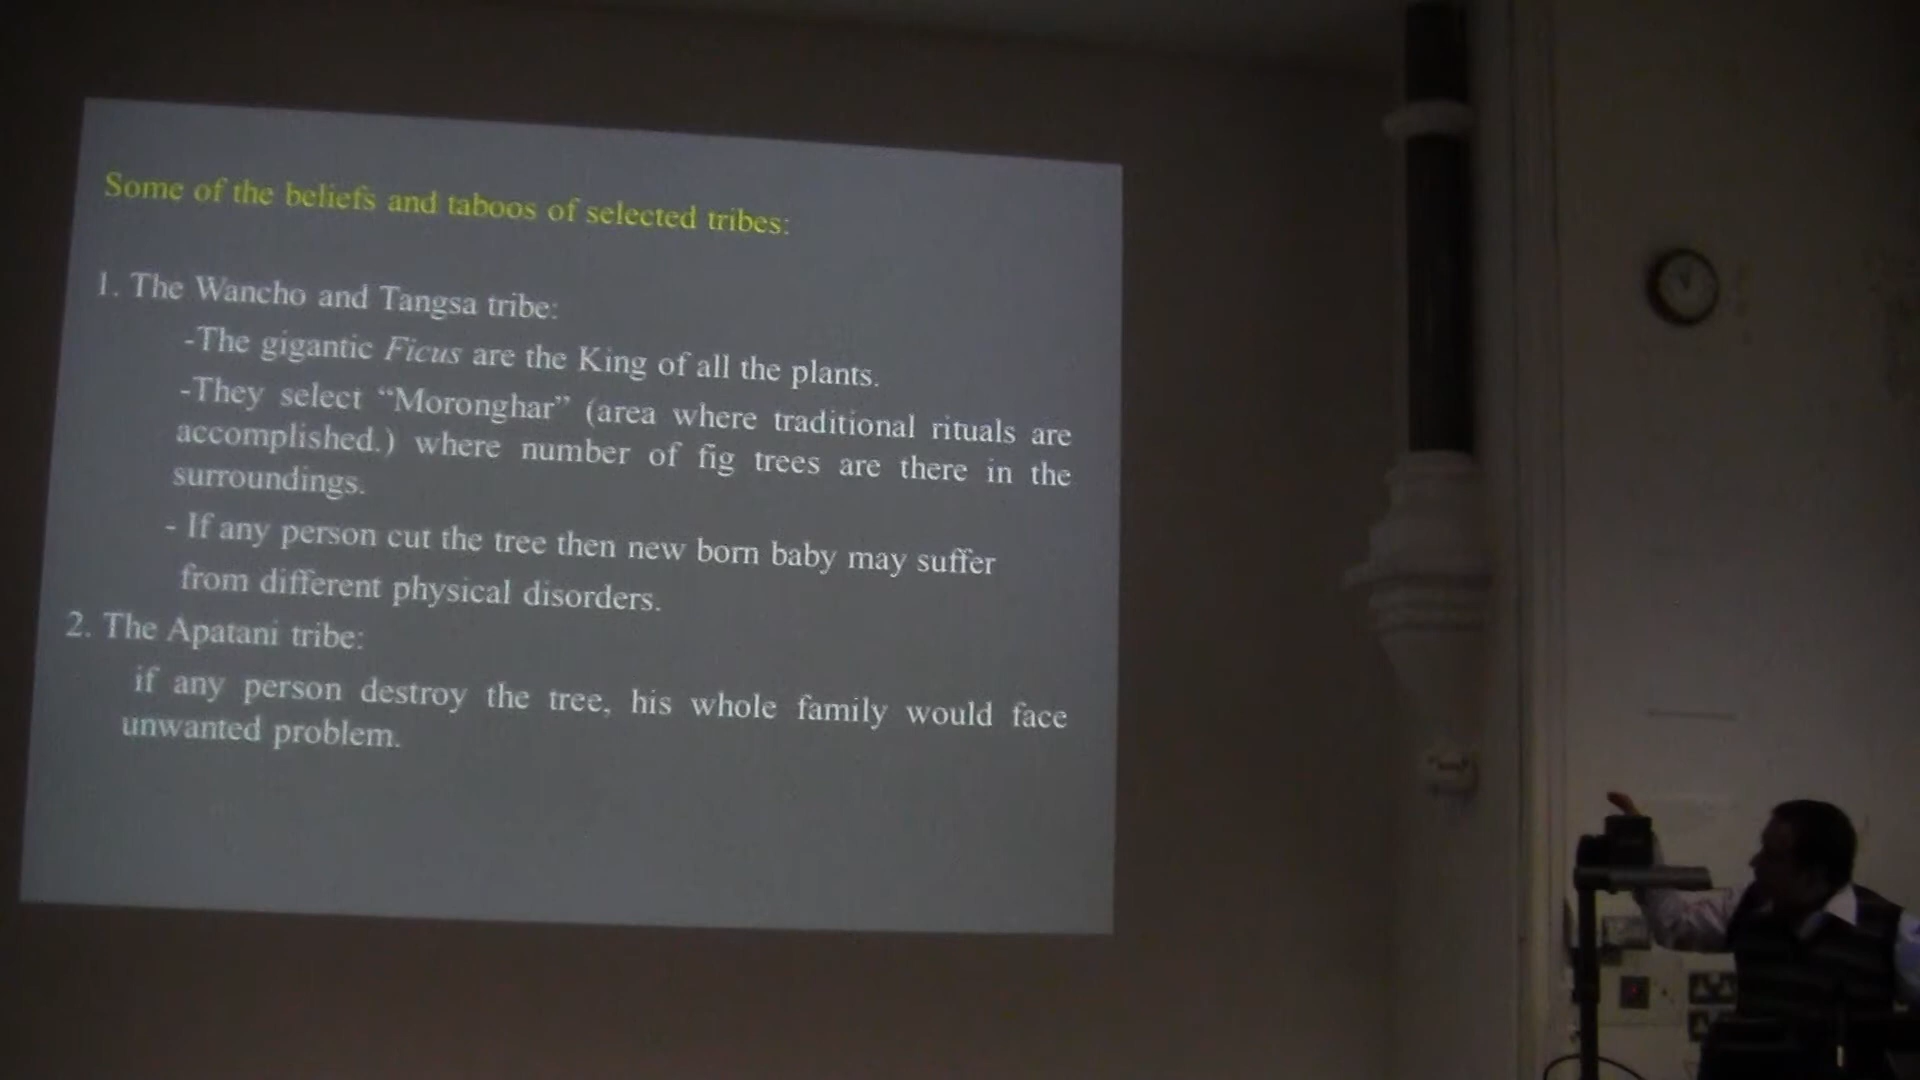 Some of the beliefs and taboos of selected tribes:
1. The Wancho and Tangsa tribe:
-The gigantic Ficus are the King of all the plants.
-They select “Moronghar” (area where traditional rituals are
accomplished.) where number of fig trees are there in the
surroundings.
- If any person cut the tree then new born baby may suffer
from different physical disorders.
2. The Apatani tribe:
if any person destroy the tree, his whole family would face
unwanted problem.